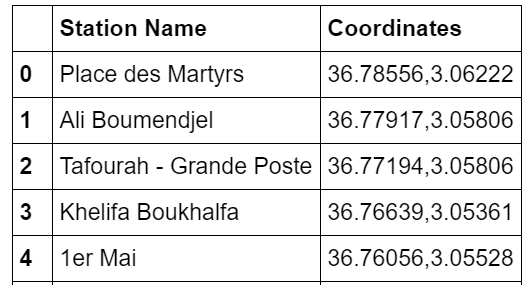 Station Name Coordinates
0 Place des Martyrs 36.78556,3.06222
1 Ali Boumendjel 36.77917,3.05806
2 Tafourah - Grande Poste 36.77194,3.05806
3 Khelifa Boukhalfa 36.76639,3.05361
4 1er Mai 36.76056,3.05528